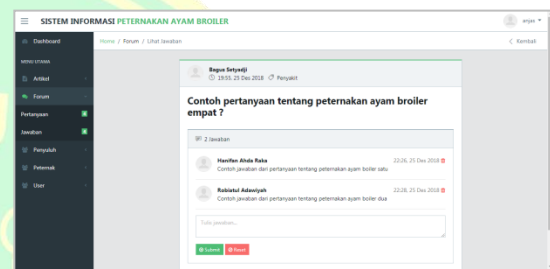 SISTEM INFORMASI PETERNAKAN AYAM BROILER
anjas
Dashboard
Home / Forum / Lihat Jawaban
Kembali
MENU UTAMA
Artikel
Forum
Pertanyaan
Jawaban
Penyuluh
Peternak
User
Bagus Setyadji
19:55, 25 Des 2018 Penyakit
Contoh pertanyaan tentang peternakan ayam broiler
empat ?
2 Jawaban
Hanifan Ahda Raka 22:26, 25 Des 2018
Contoh jawaban dari pertanyaan tentang peternakan ayam boiler satu
Robiatul Adawiyah 22:28, 25 Des 2018
Contoh jawaban dari pertanyaan tentang peternakan ayam boiler dua
Tulis jawaban...
Submit Reset